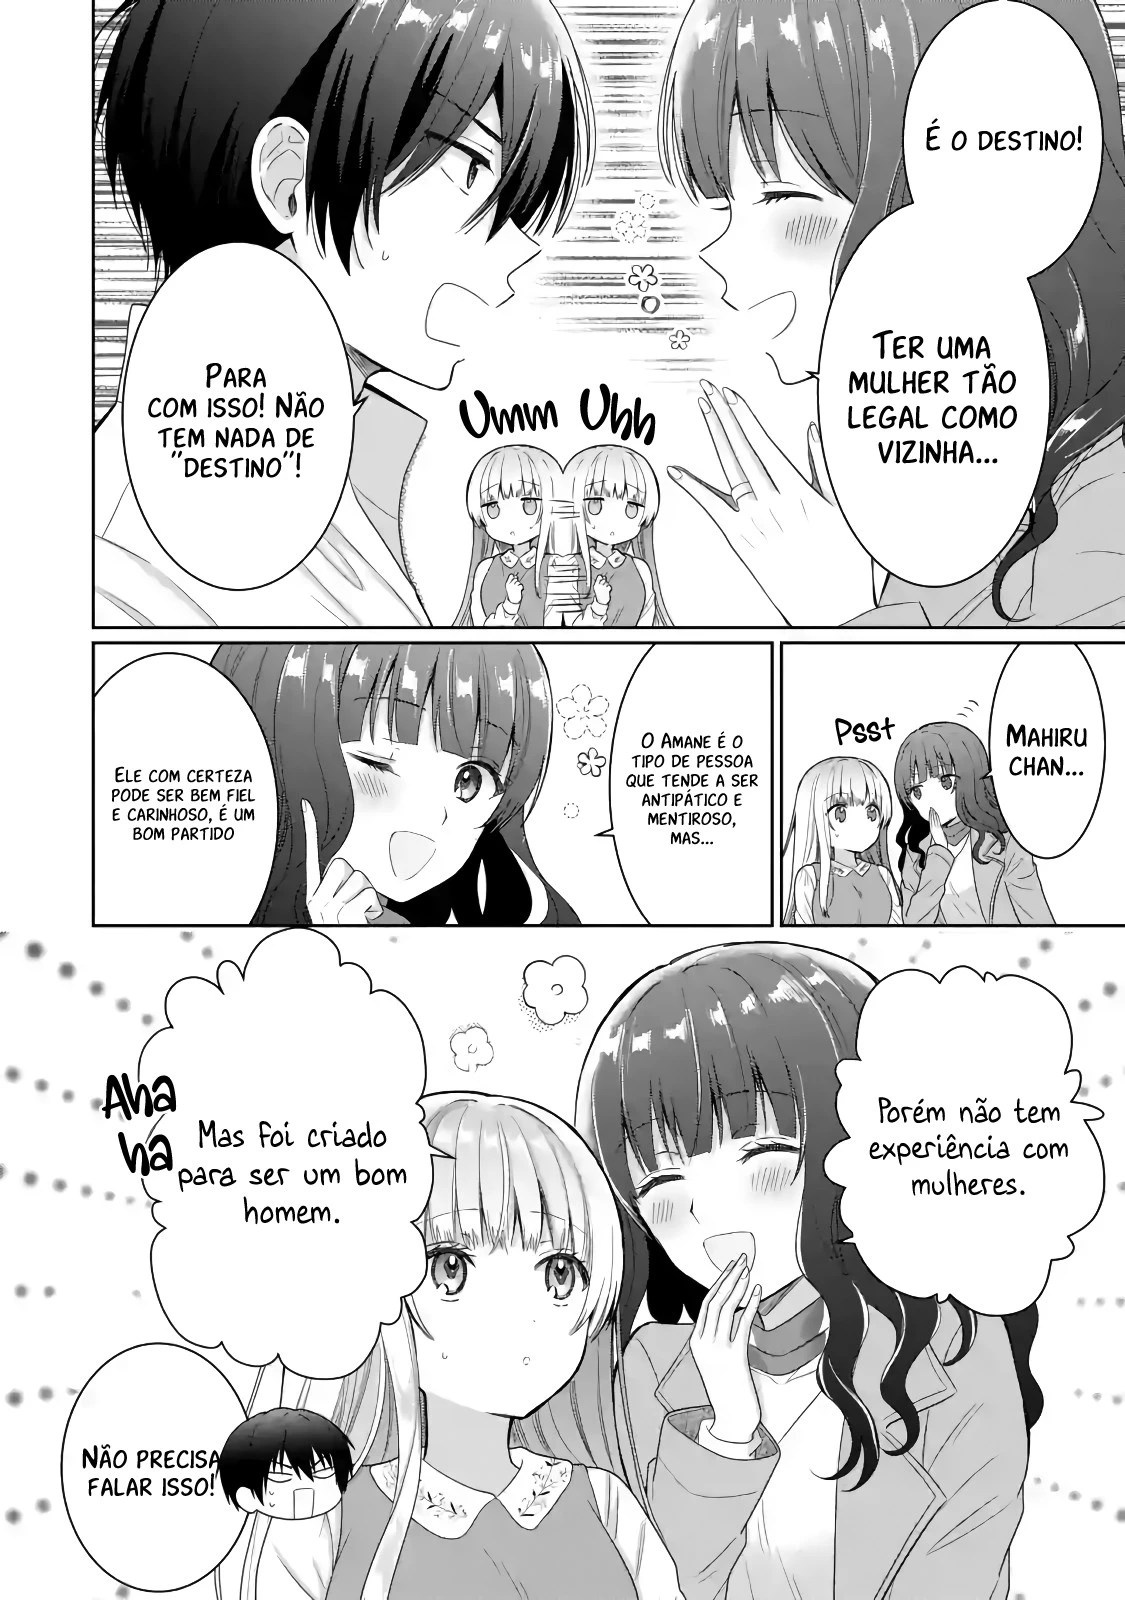 É O DESTINO!
TER UMA
MULHER TÃO
LEGAL COMO
VIZINHA...
PARA
COM ISSO! NÃO
TEM NADA DE
"DESTINO"!
Umm Uhh
MAHIRU
CHAN...
Psst
O AMANE É O
TIPO DE PESSOA
QUE TENDE A SER
ANTIPÁTICO E
MENTIROSO,
MAS...
ELE COM CERTEZA
PODE SER BEM FIEL
E CARINHOSO, É UM
BOM PARTIDO
Porém não tem
experiência com
mulheres.
Mas foi criado
para ser um bom
homem.
Aha
ha
NÃO PRECISA
FALAR ISSO!